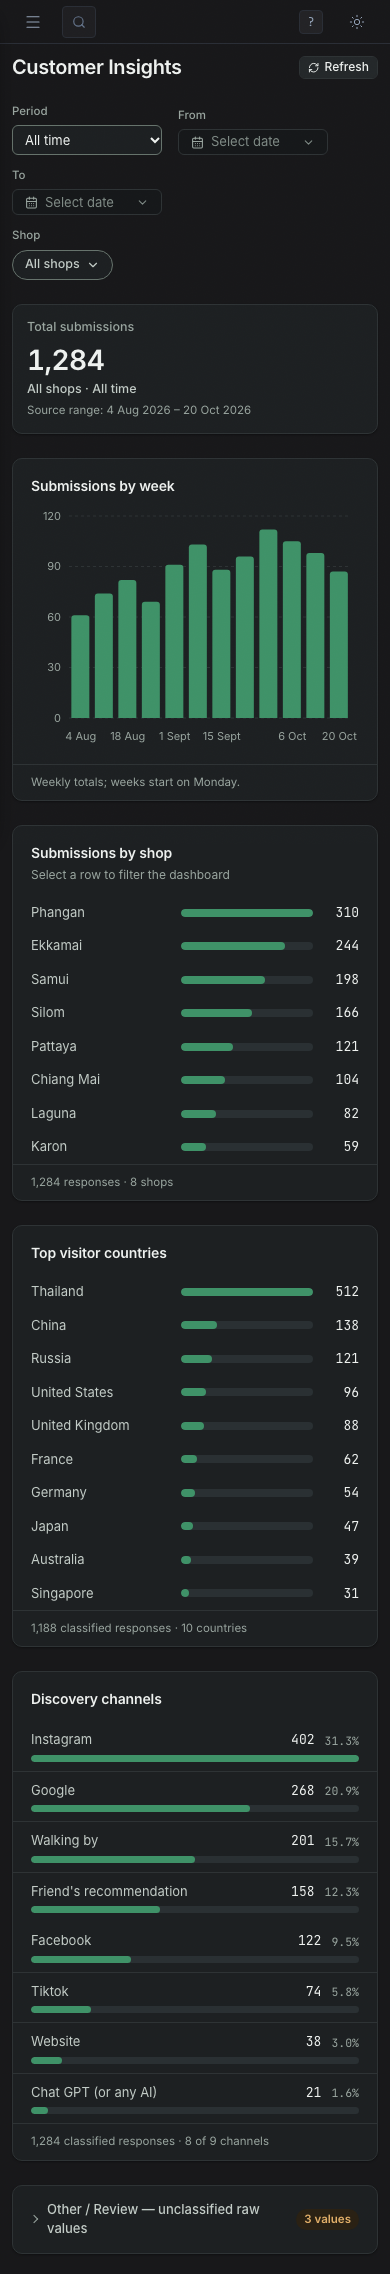 ?
Customer Insights
Refresh
Period
From
All time
Select date
To
Select date
Shop
All shops
Total submissions
1,284
All shops · All time
Source range: 4 Aug 2026 – 20 Oct 2026
Submissions by week
120
90
60
30
0
4 Aug 18 Aug 1 Sept 15 Sept 6 Oct 20 Oct
Weekly totals; weeks start on Monday.
Submissions by shop
Select a row to filter the dashboard
Phangan 310
Ekkamai 244
Samui 198
Silom 166
Pattaya 121
Chiang Mai 104
Laguna 82
Karon 59
1,284 responses · 8 shops
Top visitor countries
Thailand 512
China 138
Russia 121
United States 96
United Kingdom 88
France 62
Germany 54
Japan 47
Australia 39
Singapore 31
1,188 classified responses · 10 countries
Discovery channels
Instagram 402 31.3%
Google 268 20.9%
Walking by 201 15.7%
Friend's recommendation 158 12.3%
Facebook 122 9.5%
Tiktok 74 5.8%
Website 38 3.0%
Chat GPT (or any AI) 21 1.6%
1,284 classified responses · 8 of 9 channels
Other / Review — unclassified raw
values
3 values